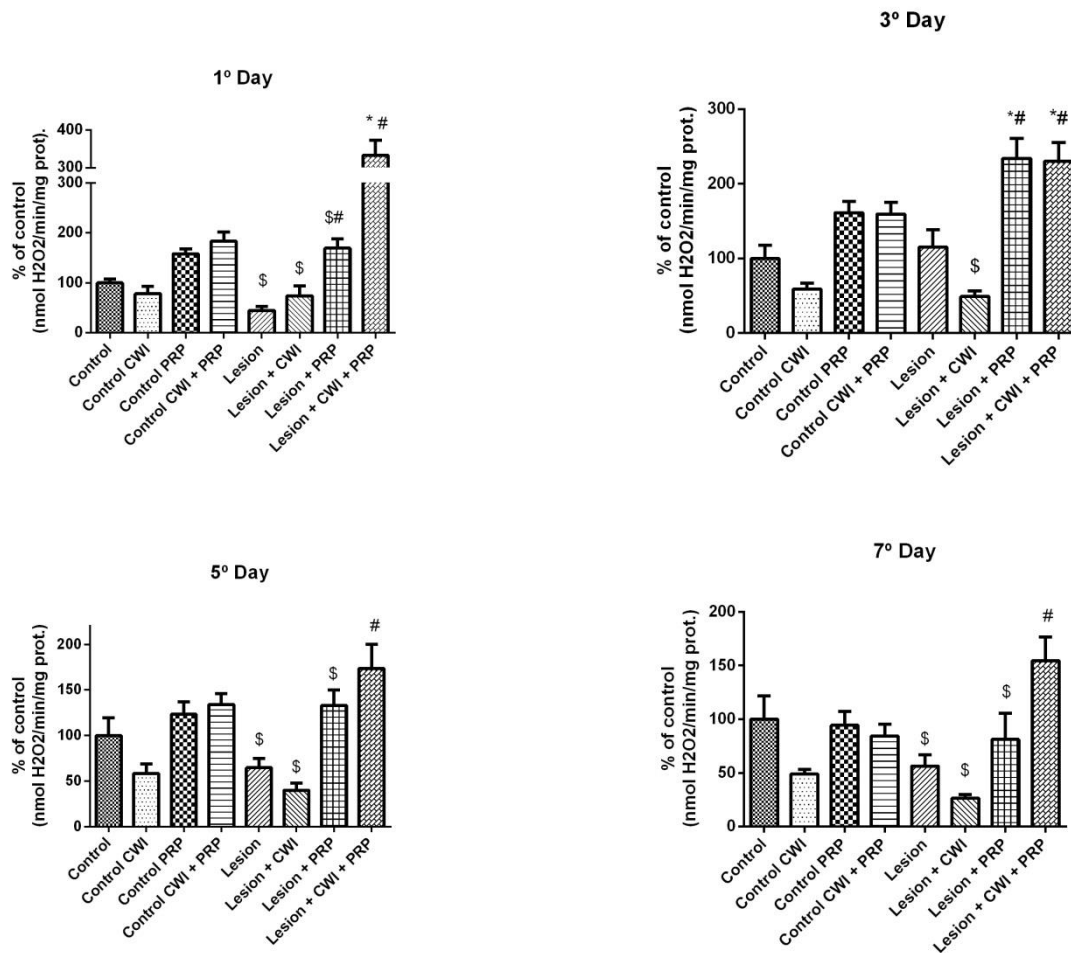 1º Day
% of control
(nmol H2O2/min/mg prot).
400
300
300
200
100
0
* #
$#
$
$
Control
Control CWI
Control PRP
Control CWI + PRP
Lesion
Lesion + CWI
Lesion + PRP
Lesion + CWI + PRP
3º Day
% of control
(nmol H2O2/min/mg prot.)
300
200
100
0
*#
*#
$
Control
Control CWI
Control PRP
Control CWI + PRP
Lesion
Lesion + CWI
Lesion + PRP
Lesion + CWI + PRP
5º Day
% of control
(nmol H2O2/min/mg prot.)
200
150
100
50
0
#
$
$
$
Control
Control CWI
Control PRP
Control CWI + PRP
Lesion
Lesion + CWI
Lesion + PRP
Lesion + CWI + PRP
7º Day
% of control
(nmol H2O2/min/mg prot.)
200
150
100
50
0
#
$
$
$
Control
Control CWI
Control PRP
Control CWI + PRP
Lesion
Lesion + CWI
Lesion + PRP
Lesion + CWI + PRP